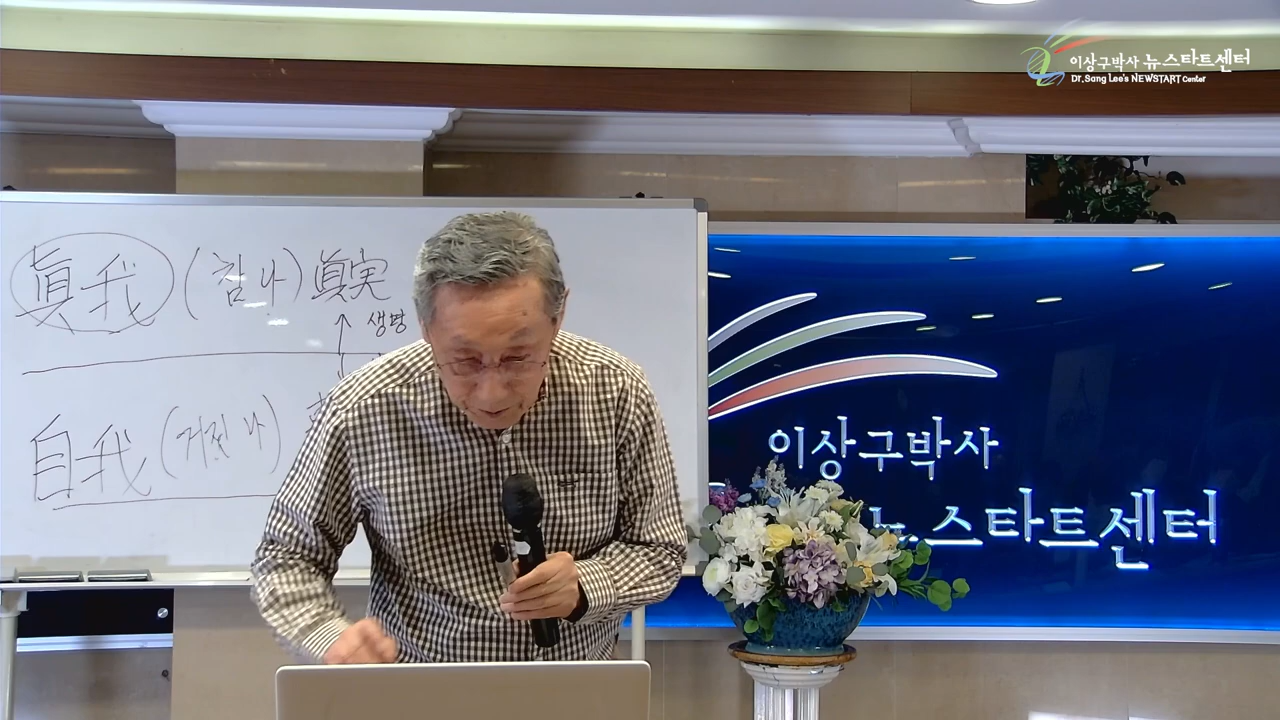 이상구박사 뉴스타트센터
Dr. Sang Lee's NEWSTART Center
眞我 (참나) 眞実
생명
自我 (거짓나)
이상구박사
뉴스타트센터